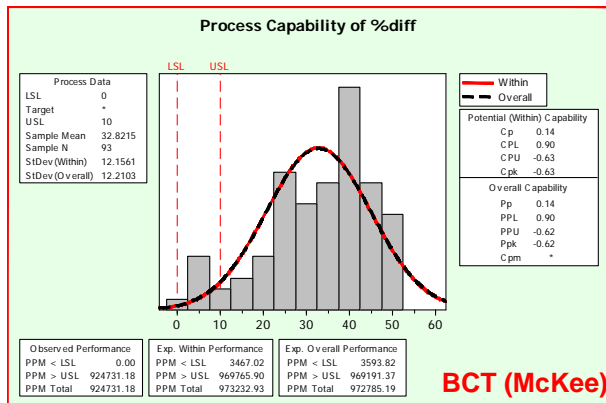 Process Capability of %diff
LSL USL
Process Data
LSL 0
Target *
USL 10
Sample Mean 32.8215
Sample N 93
StDev(Within) 12.1561
StDev(Overall) 12.2103
Within
Overall
Potential (Within) Capability
Cp 0.14
CPL 0.90
CPU -0.63
Cpk -0.63
Overall Capability
Pp 0.14
PPL 0.90
PPU -0.62
Ppk -0.62
Cpm *
0 10 20 30 40 50 60
Observed Performance
PPM < LSL 0.00
PPM > USL 924731.18
PPM Total 924731.18
Exp. Within Performance
PPM < LSL 3467.02
PPM > USL 969765.90
PPM Total 973232.93
Exp. Overall Performance
PPM < LSL 3593.82
PPM > USL 969191.37
PPM Total 972785.19
BCT (McKee)